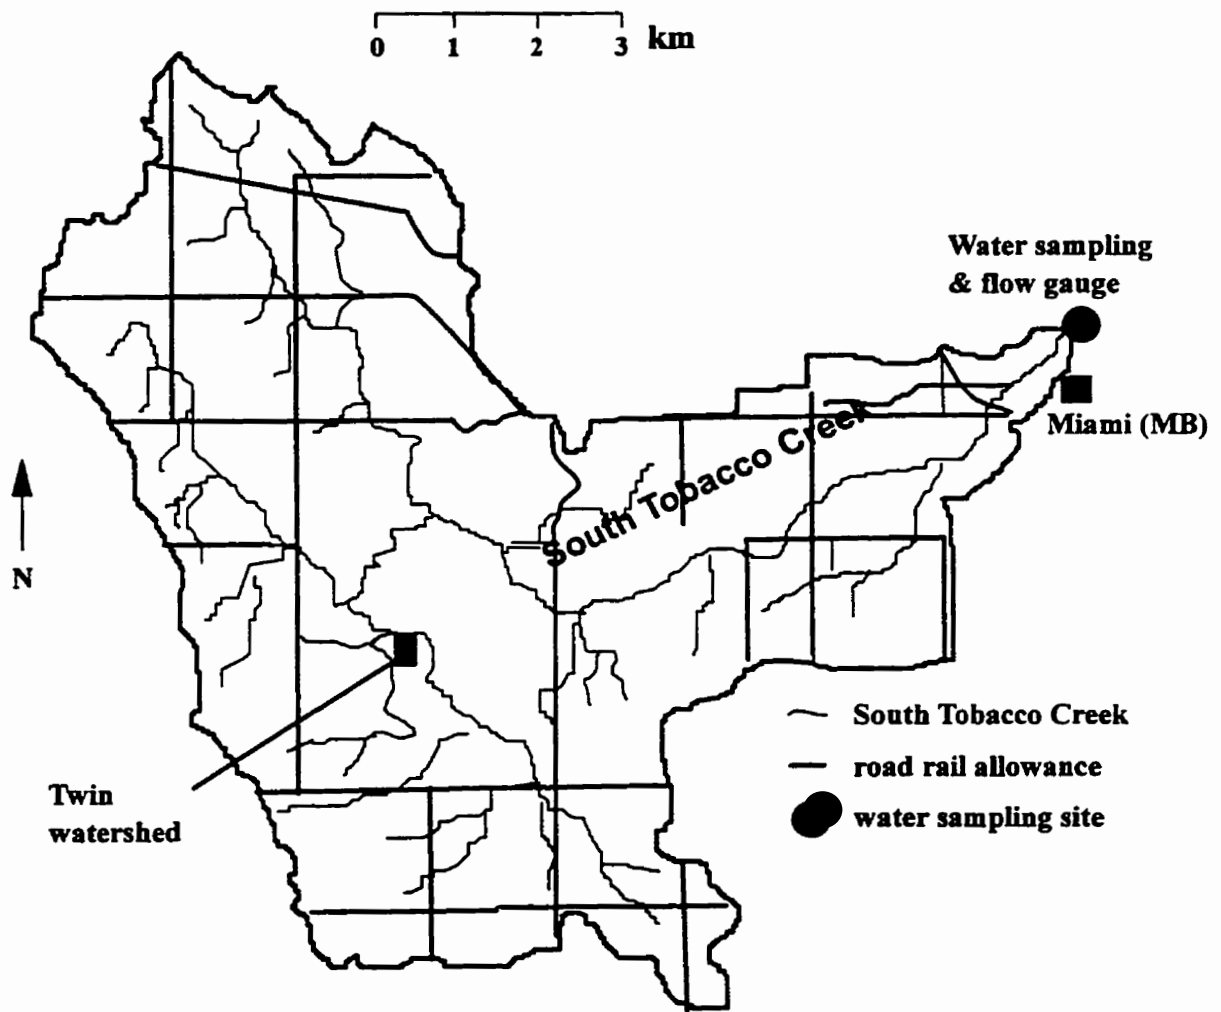 0 1 2 3 km
Water sampling
& flow gauge
Miami (MB)
South Tobacco Creek
N
South Tobacco Creek
road rail allowance
water sampling site
Twin
watershed